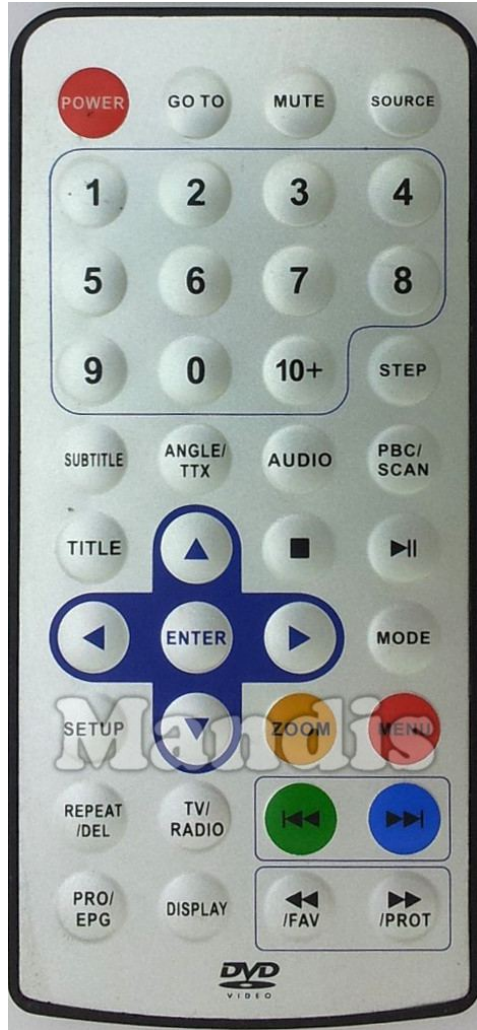 POWER GO TO MUTE SOURCE
1 2 3 4
5 6 7 8
9 0 10+ STEP
SUBTITLE ANGLE/
TTX AUDIO PBC/
SCAN
TITLE
ENTER MODE
SETUP ZOOM MENU
Mandis
REPEAT
/DEL TV/
RADIO
PRO/
EPG DISPLAY /FAV /PROT
DVD
VIDEO